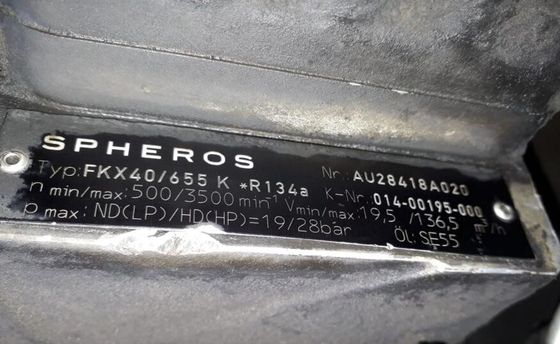 SPHEROS
Typ:FKX40/655 K *R134a Nr.:AU28418A020
n min/max: 500/3500 min⁻¹ K-Nr.:014-00195-000
V min/max: 19,5 /136,5 m³/h
p max: ND(LP)/HD(HP)=19/28bar ÖL: SE55